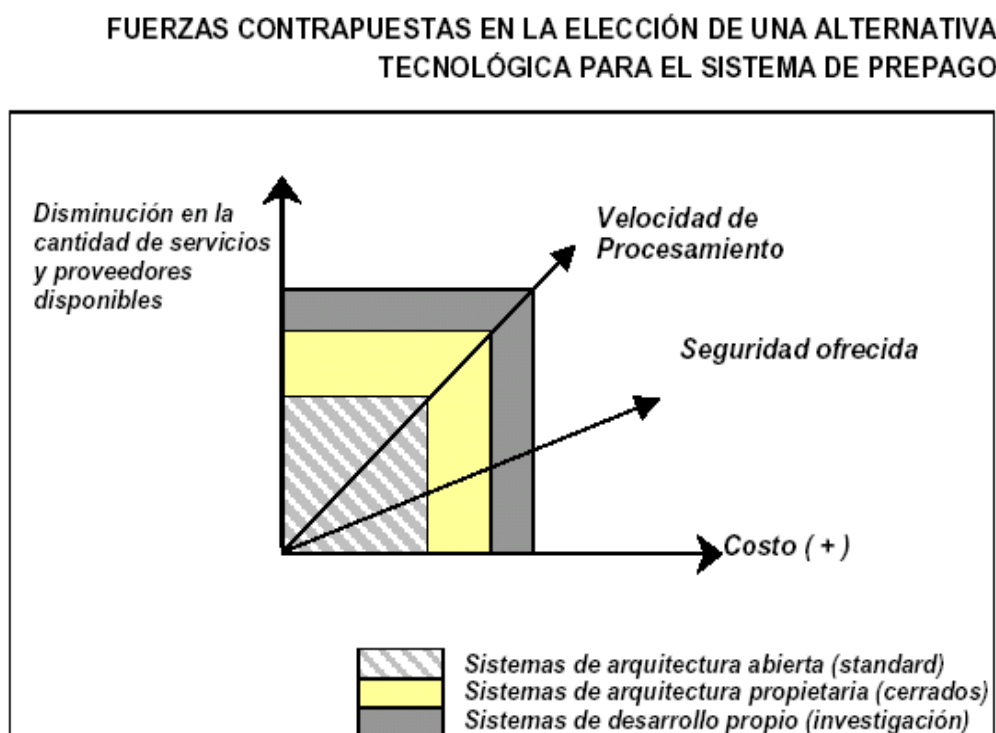 FUERZAS CONTRAPUESTAS EN LA ELECCIÓN DE UNA ALTERNATIVA
TECNOLÓGICA PARA EL SISTEMA DE PREPAGO
Disminución en la
cantidad de servicios
y proveedores
disponibles
Velocidad de
Procesamiento
Seguridad ofrecida
Costo ( + )
Sistemas de arquitectura abierta (standard)
Sistemas de arquitectura propietaria (cerrados)
Sistemas de desarrollo propio (investigación)